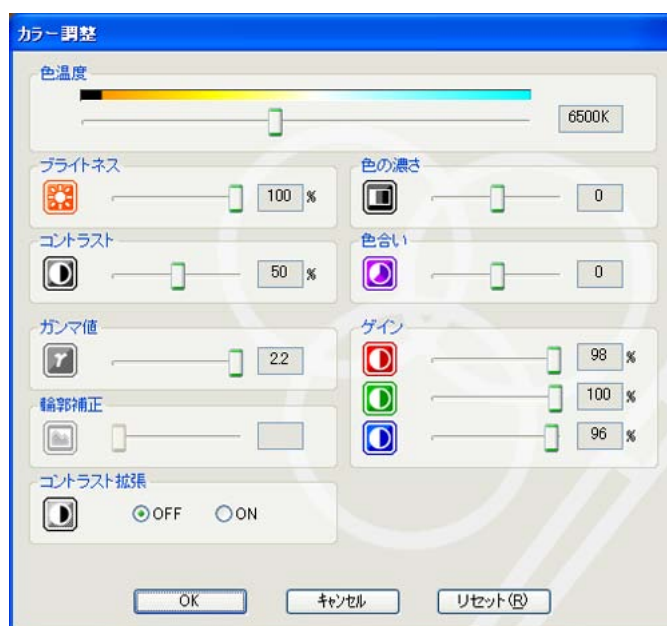 カラー調整
色温度
6500K
ブライトネス
100 %
色の濃さ
0
コントラスト
50 %
色合い
0
ガンマ値
γ 2.2
ゲイン
98 %
100 %
96 %
輪郭補正
コントラスト拡張
OFF ON
OK キャンセル リセット(R)